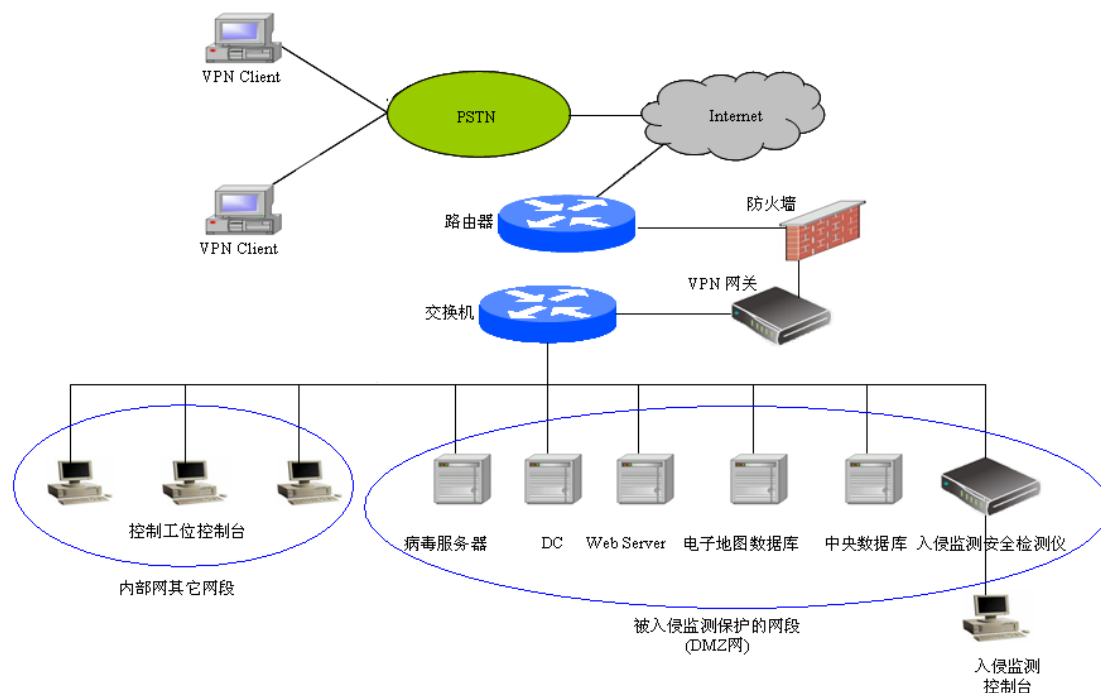 VPN Client
PSTN
Internet
VPN Client
路由器
防火墙
VPN 网关
交换机
控制工位控制台
内部网其它网段
病毒服务器
DC
Web Server
电子地图数据库
中央数据库
入侵监测安全检测仪
被入侵监测保护的网段
(DMZ网)
入侵监测
控制台